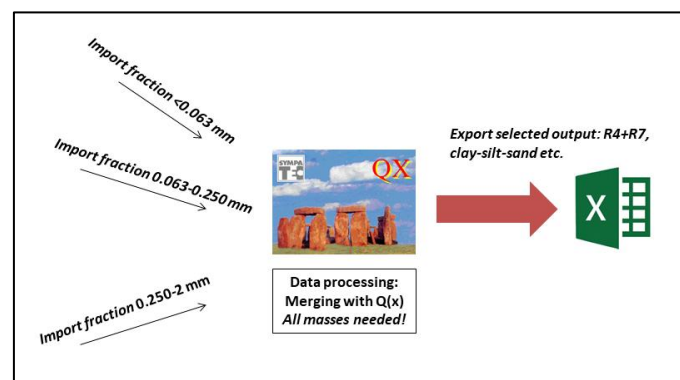 Import fraction <0.063 mm
Import fraction 0.063-0.250 mm
Import fraction 0.250-2 mm
SYMPA
TEC
QX
Data processing:
Merging with Q(x)
All masses needed!
Export selected output: R4+R7,
clay-silt-sand etc.
X